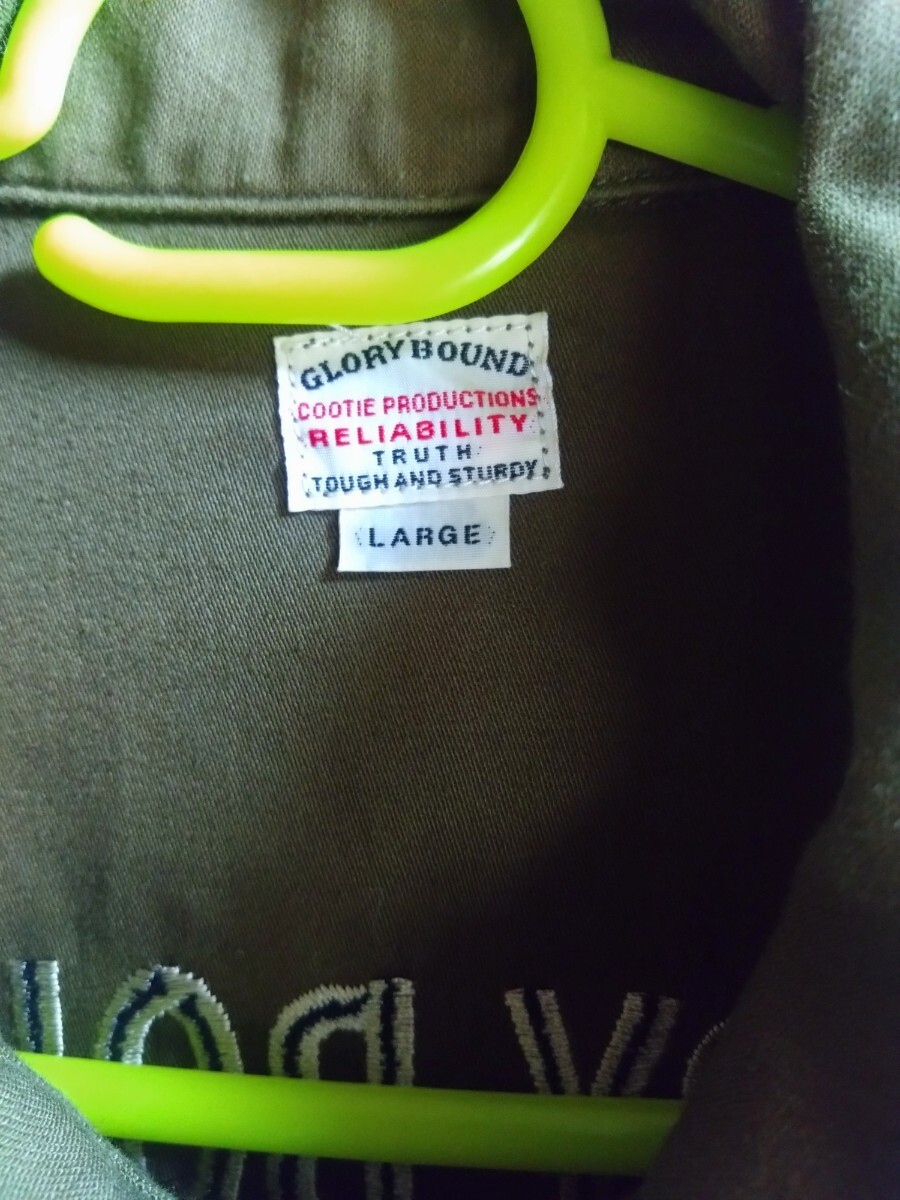 GLORY BOUND
COOTIE PRODUCTIONS
RELIABILITY
TRUTH
TOUGH AND STURDY
LARGE